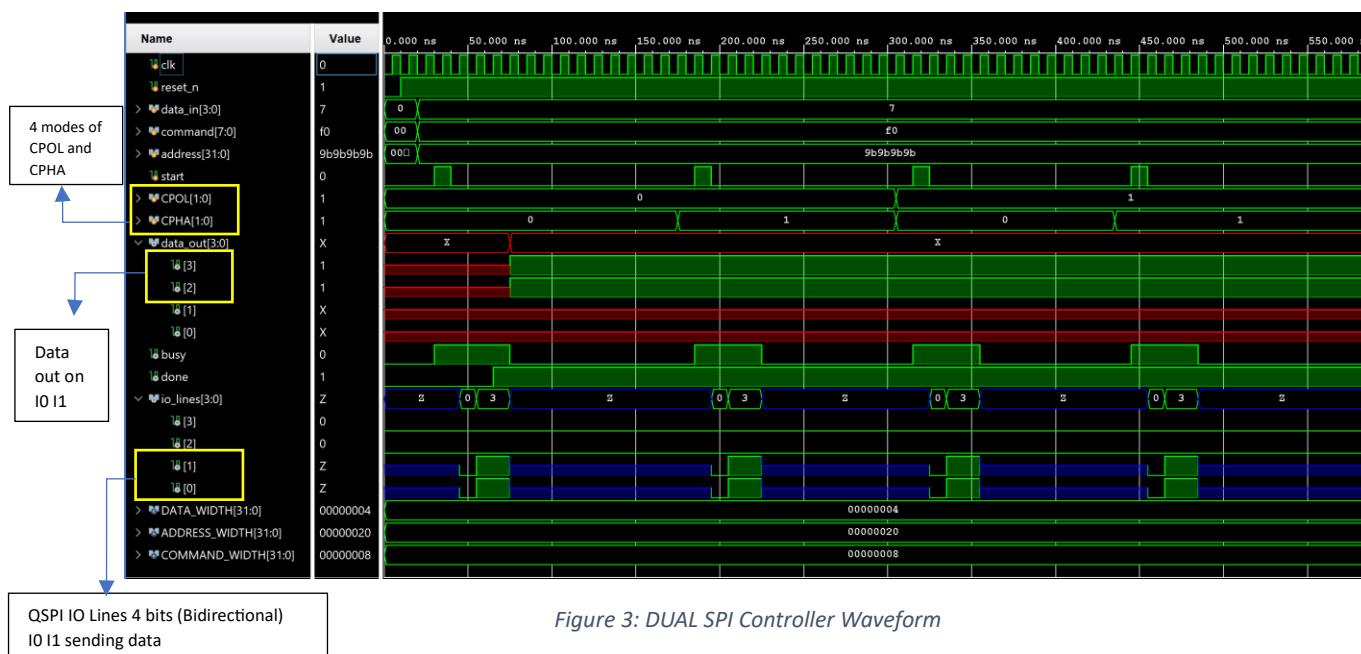 Name
Value
0.000 ns
50.000 ns
100.000 ns
150.000 ns
200.000 ns
250.000 ns
300.000 ns
350.000 ns
400.000 ns
450.000 ns
500.000 ns
550.000
clk 0
reset_n 1
data_in[3:0] 7 0 7
command[7:0] f0 00 f0
address[31:0] 9b9b9b9b 00 9b9b9b9b
start 0
CPOL[1:0] 1 0 1
CPHA[1:0] 1 0 1 0 1
data_out[3:0] X X X
[3] 1
[2] 1
[1] X
[0] X
busy 0
done 1
io_lines[3:0] Z Z 0 3 Z 0 3 Z 0 3 Z 0 3 Z
[3] 0
[2] 0
[1] Z
[0] Z
DATA_WIDTH[31:0] 00000004 00000004
ADDRESS_WIDTH[31:0] 00000020 00000020
COMMAND_WIDTH[31:0] 00000008 00000008
4 modes of
CPOL and
CPHA
Data
out on
I0 I1
QSPI IO Lines 4 bits (Bidirectional)
I0 I1 sending data
Figure 3: DUAL SPI Controller Waveform